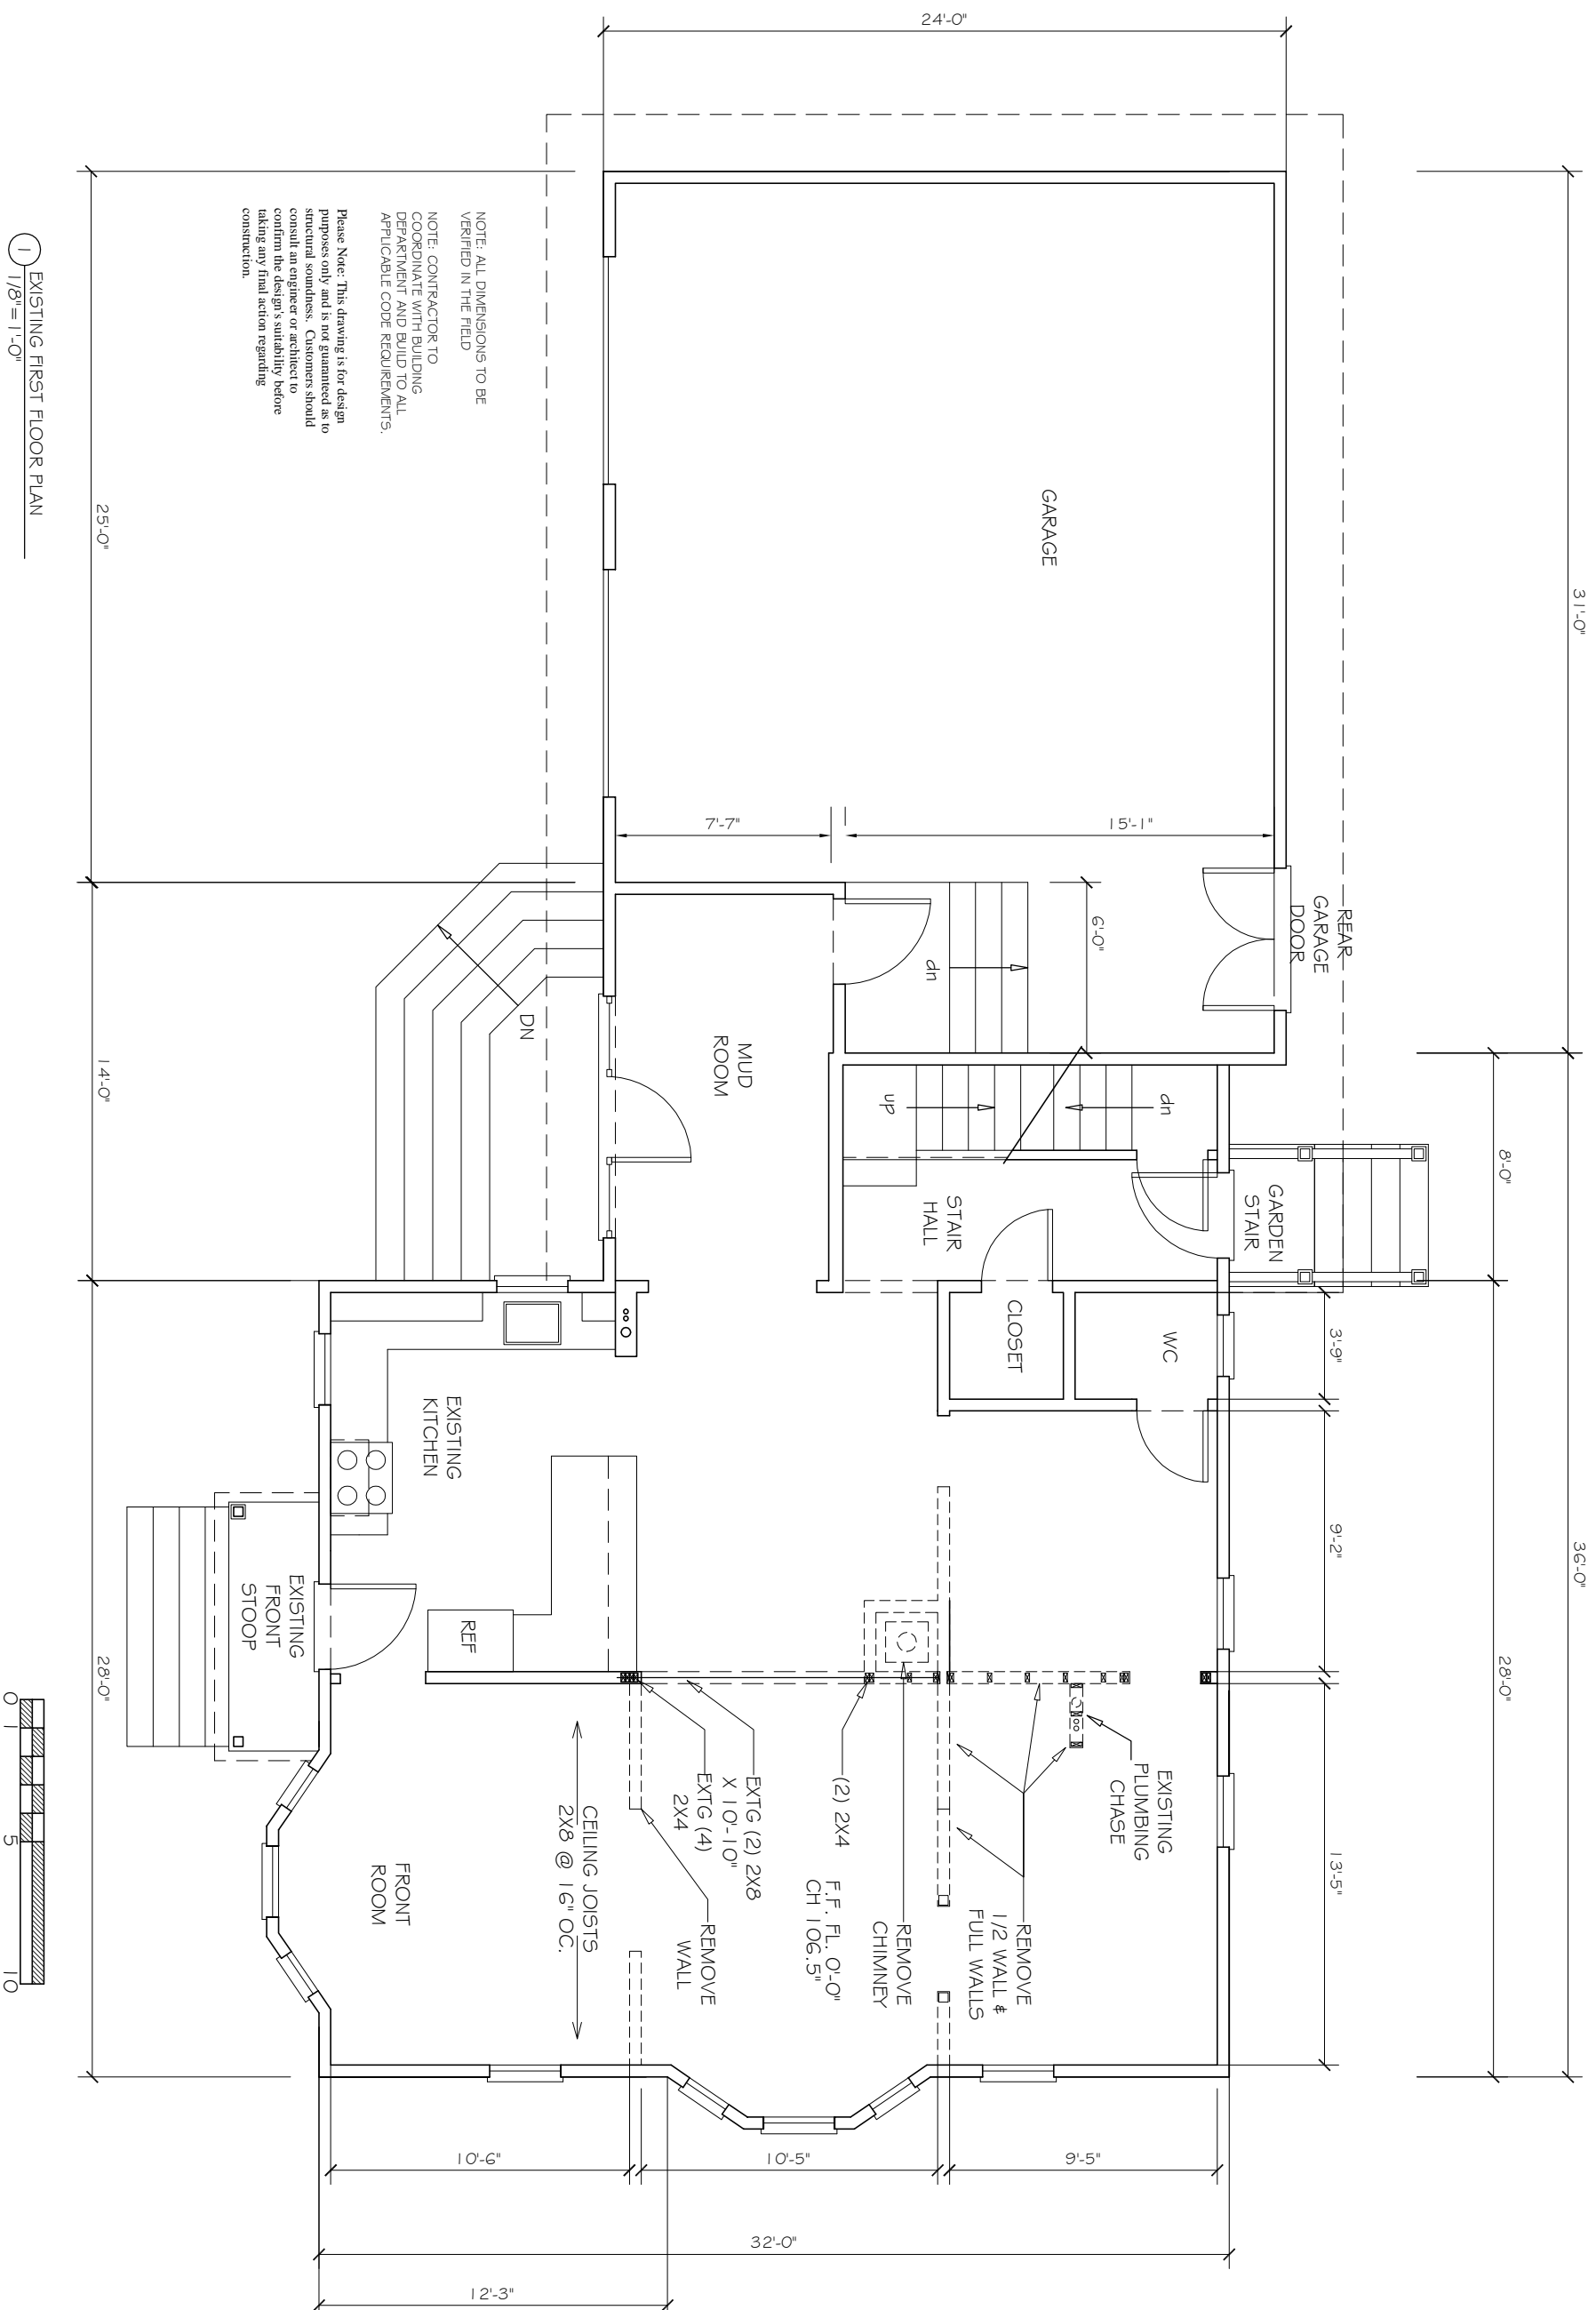 31'-0"
36'-0"
8'-0"
28'-0"
3'-9"
9'-2"
13'-5"
24'-0"
REAR
GARAGE
DOOR
GARDEN
STAIR
GARAGE
15'-1"
7'-7"
6'-0"
dn
dn
up
STAIR
HALL
WC
CLOSET
MUD
ROOM
DN
EXISTING
PLUMBING
CHASE
REMOVE
1/2 WALL &
FULL WALLS
REMOVE
CHIMNEY
(2) 2X4
F.F. FL. 0'-0"
CH 106.5"
EXTG (2) 2X8
X 10'-10"
EXTG (4)
2X4
REMOVE
WALL
CEILING JOISTS
2X8 @ 16" OC.
REF
EXISTING
KITCHEN
FRONT
ROOM
EXISTING
FRONT
STOOP
9'-5"
10'-5"
10'-6"
32'-0"
12'-3"
NOTE: ALL DIMENSIONS TO BE
VERIFIED IN THE FIELD
NOTE: CONTRACTOR TO
COORDINATE WITH BUILDING
DEPARTMENT AND BUILD TO ALL
APPLICABLE CODE REQUIREMENTS.
Please Note: This drawing is for design
purposes only and is not guaranteed as to
structural soundness. Customers should
consult an engineer or architect to
confirm the design's suitability before
taking any final action regarding
construction.
25'-0"
14'-0"
28'-0"
1
EXISTING FIRST FLOOR PLAN
1/8"= 1'-0"
0 1 5 10